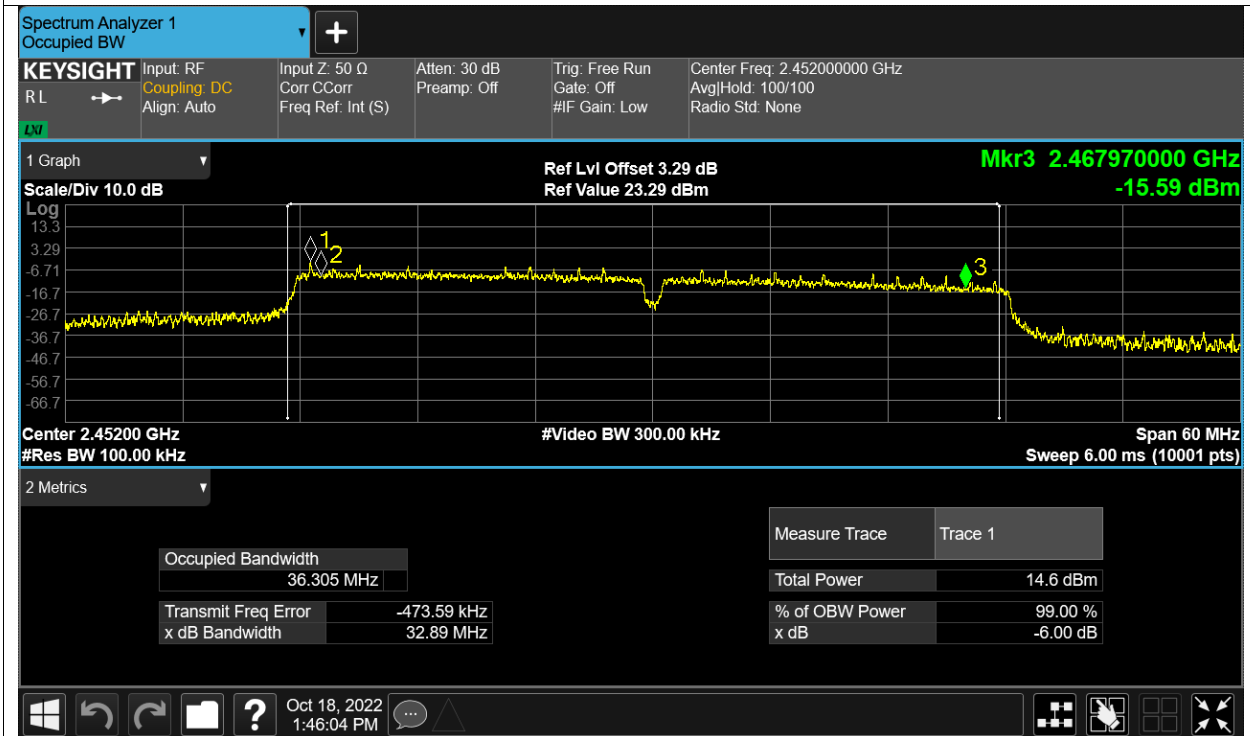 Spectrum Analyzer 1
Occupied BW
+
KEYSIGHT Input: RF Input Z: 50 Ω Atten: 30 dB Trig: Free Run Center Freq: 2.452000000 GHz
R L Coupling: DC Corr CCorr Preamp: Off Gate: Off Avg|Hold: 100/100
Align: Auto Freq Ref: Int (S) #IF Gain: Low Radio Std: None
LXI
1 Graph Ref Lvl Offset 3.29 dB Mkr3 2.467970000 GHz
Scale/Div 10.0 dB Ref Value 23.29 dBm -15.59 dBm
Log
13.3
3.29
-6.71
-16.7
-26.7
-36.7
-46.7
-56.7
-66.7
1
2
3
Center 2.45200 GHz #Video BW 300.00 kHz Span 60 MHz
#Res BW 100.00 kHz Sweep 6.00 ms (10001 pts)
2 Metrics
Measure Trace Trace 1
Occupied Bandwidth
36.305 MHz Total Power 14.6 dBm
Transmit Freq Error -473.59 kHz % of OBW Power 99.00 %
x dB Bandwidth 32.89 MHz x dB -6.00 dB
? Oct 18, 2022
1:46:04 PM